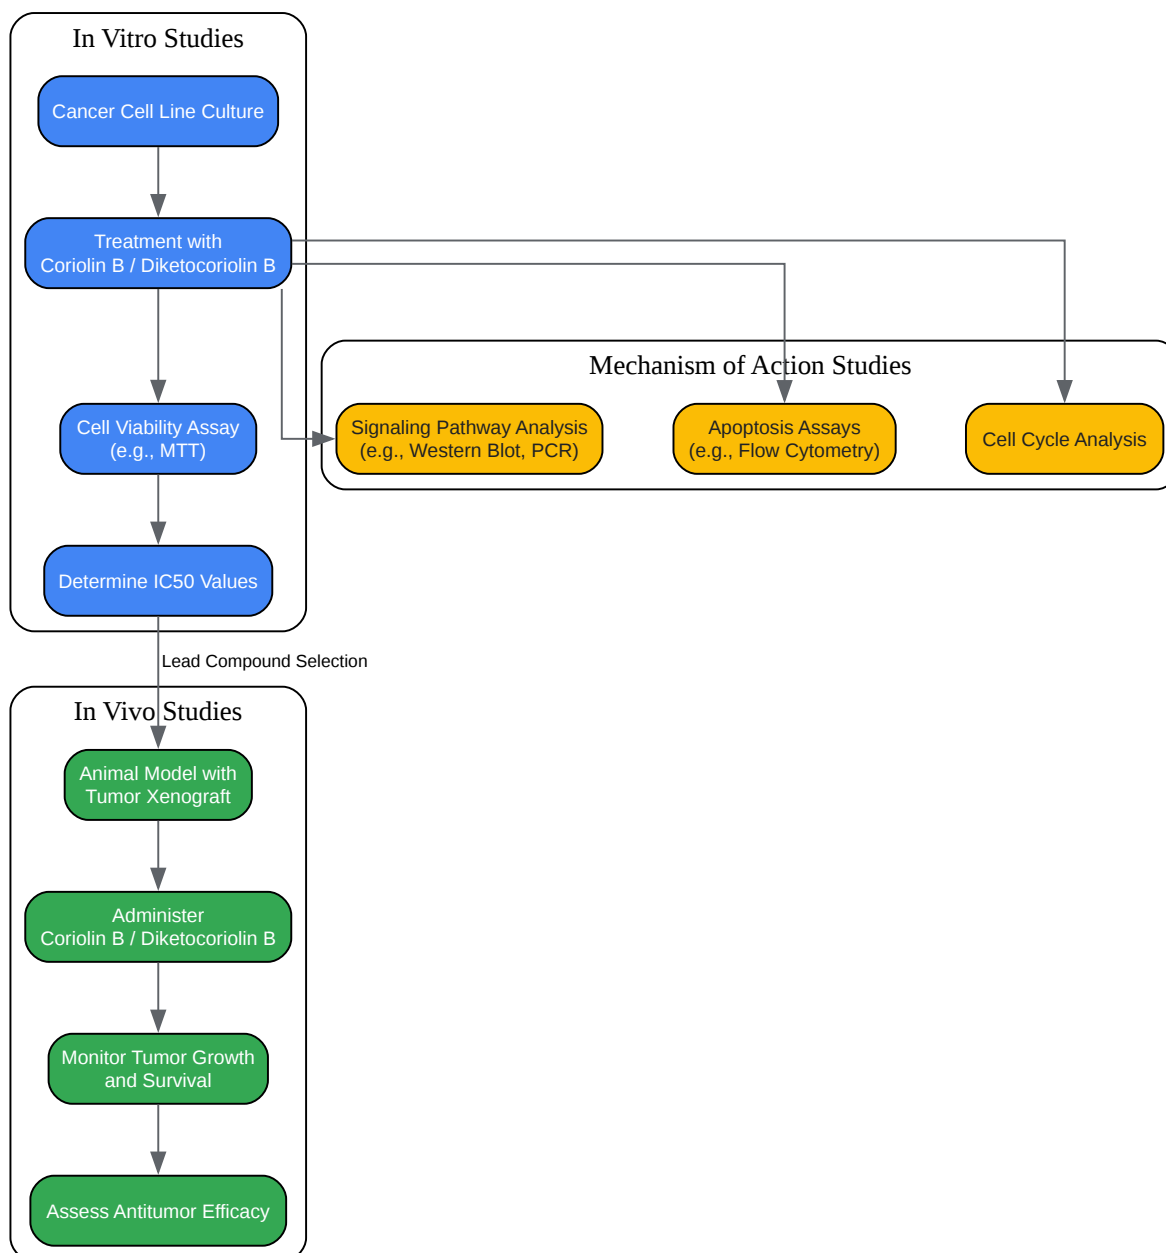 In Vitro Studies
Cancer Cell Line Culture
Treatment with
Coriolin B / Diketocoriolin B
Cell Viability Assay
(e.g., MTT)
Determine IC50 Values
Mechanism of Action Studies
Signaling Pathway Analysis
(e.g., Western Blot, PCR)
Apoptosis Assays
(e.g., Flow Cytometry)
Cell Cycle Analysis
Lead Compound Selection
In Vivo Studies
Animal Model with
Tumor Xenograft
Administer
Coriolin B / Diketocoriolin B
Monitor Tumor Growth
and Survival
Assess Antitumor Efficacy